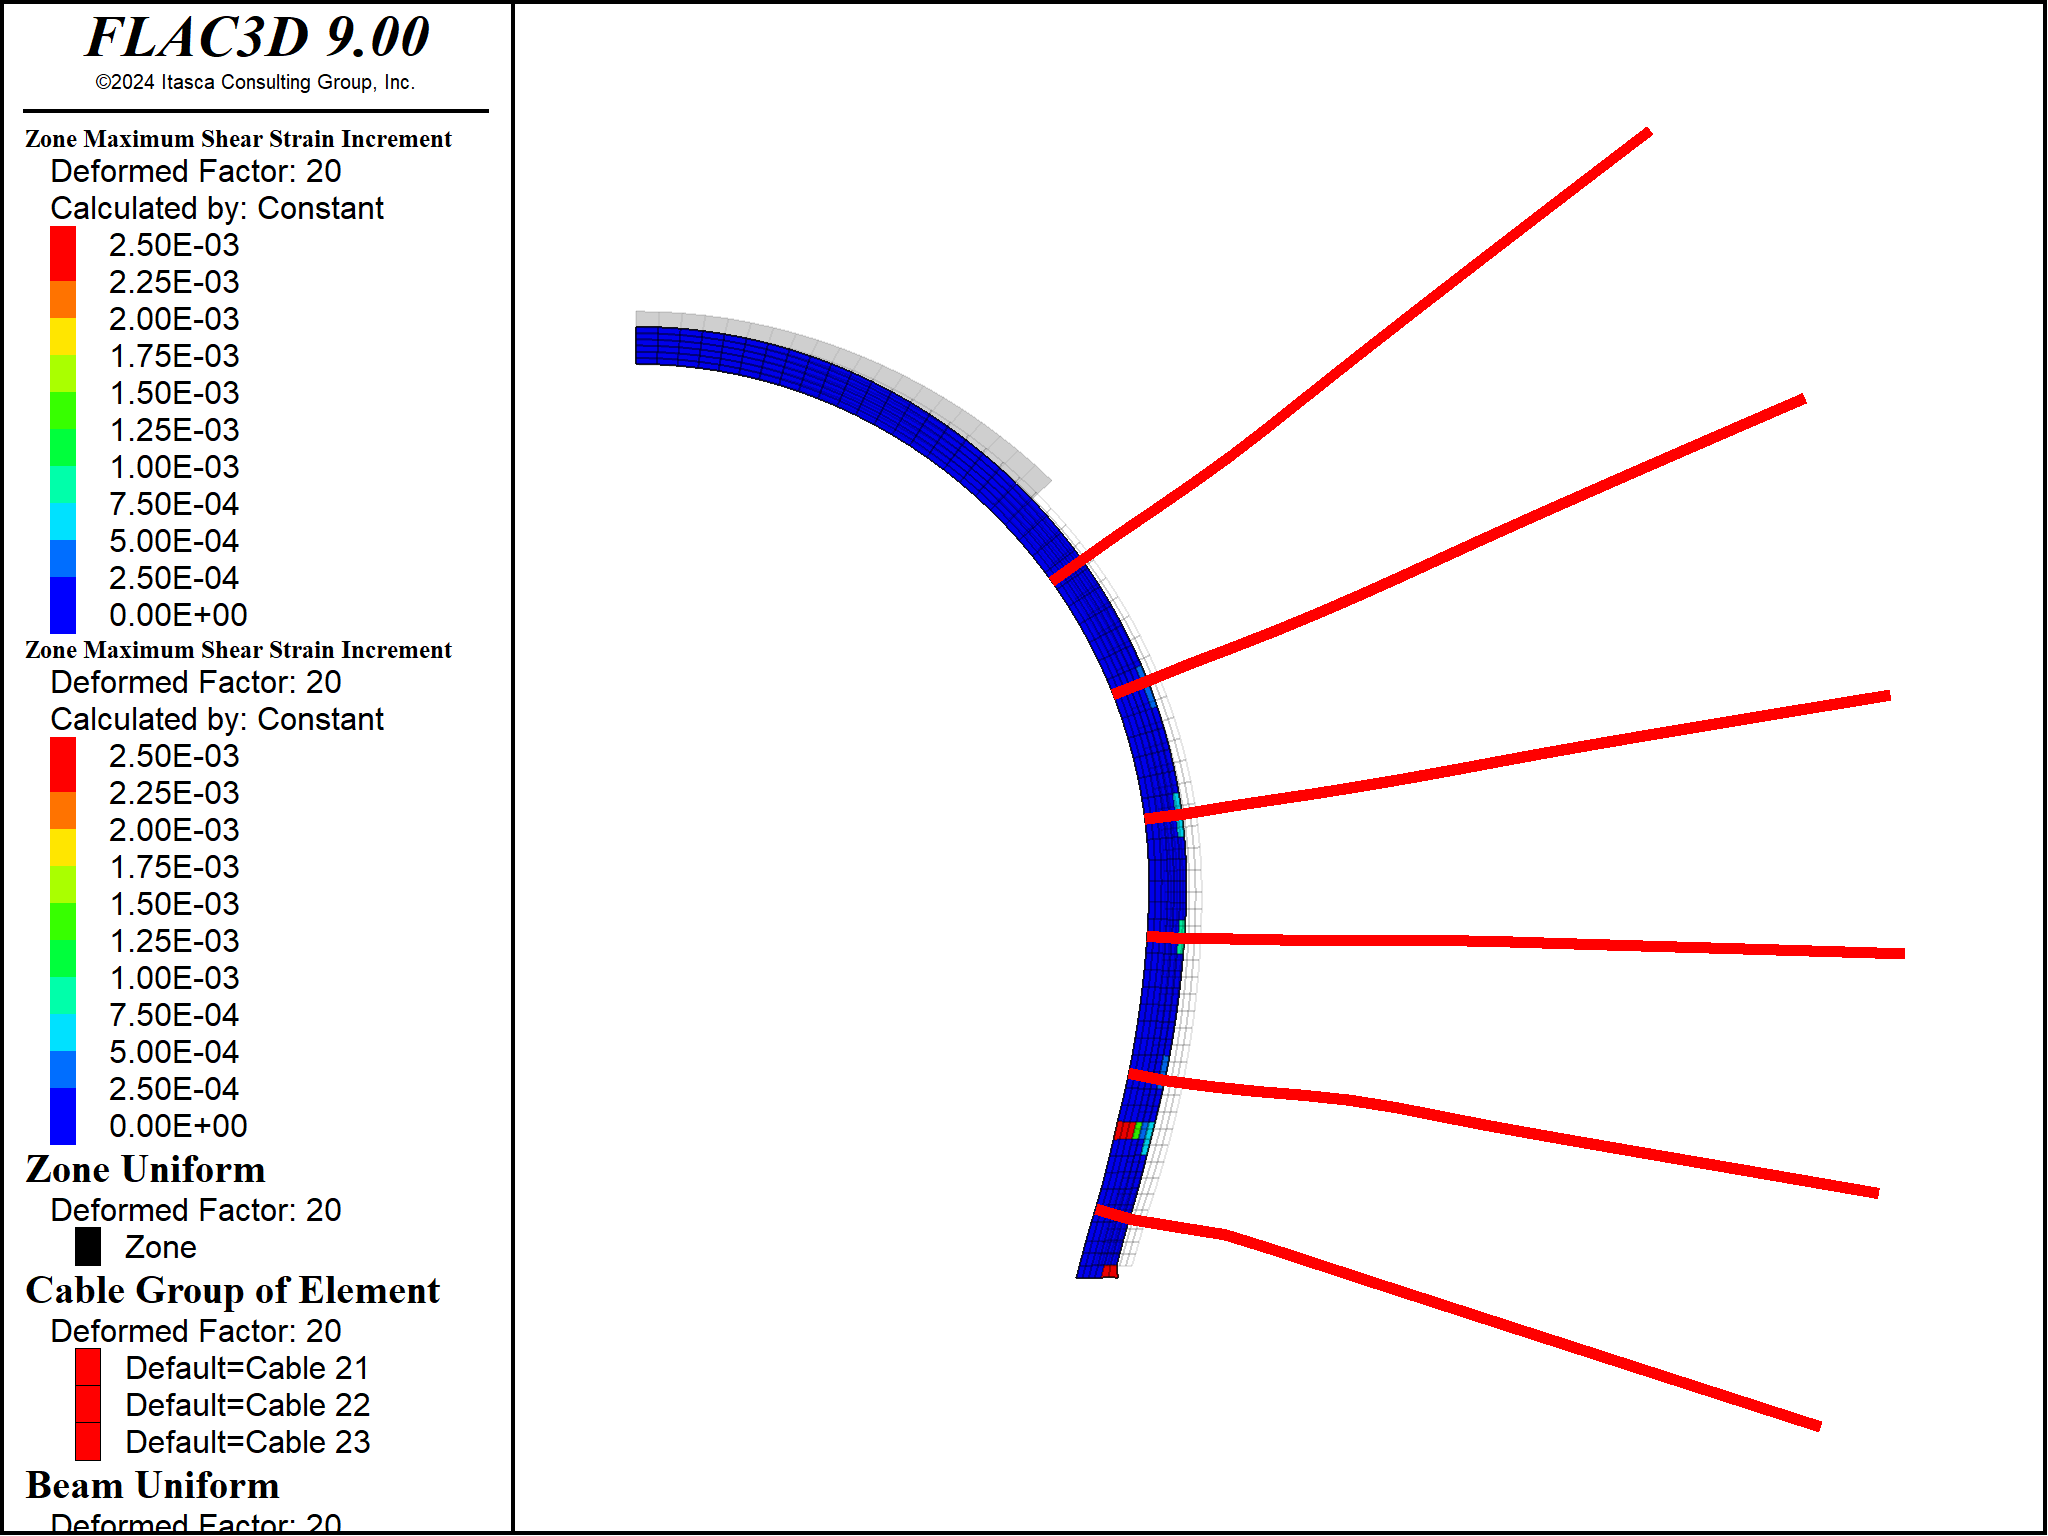 FLAC3D 9.00
©2024 Itasca Consulting Group, Inc.
Zone Maximum Shear Strain Increment
Deformed Factor: 20
Calculated by: Constant
2.50E-03
2.25E-03
2.00E-03
1.75E-03
1.50E-03
1.25E-03
1.00E-03
7.50E-04
5.00E-04
2.50E-04
0.00E+00
Zone Maximum Shear Strain Increment
Deformed Factor: 20
Calculated by: Constant
2.50E-03
2.25E-03
2.00E-03
1.75E-03
1.50E-03
1.25E-03
1.00E-03
7.50E-04
5.00E-04
2.50E-04
0.00E+00
Zone Uniform
Deformed Factor: 20
Zone
Cable Group of Element
Deformed Factor: 20
Default=Cable 21
Default=Cable 22
Default=Cable 23
Beam Uniform
Deformed Factor: 20